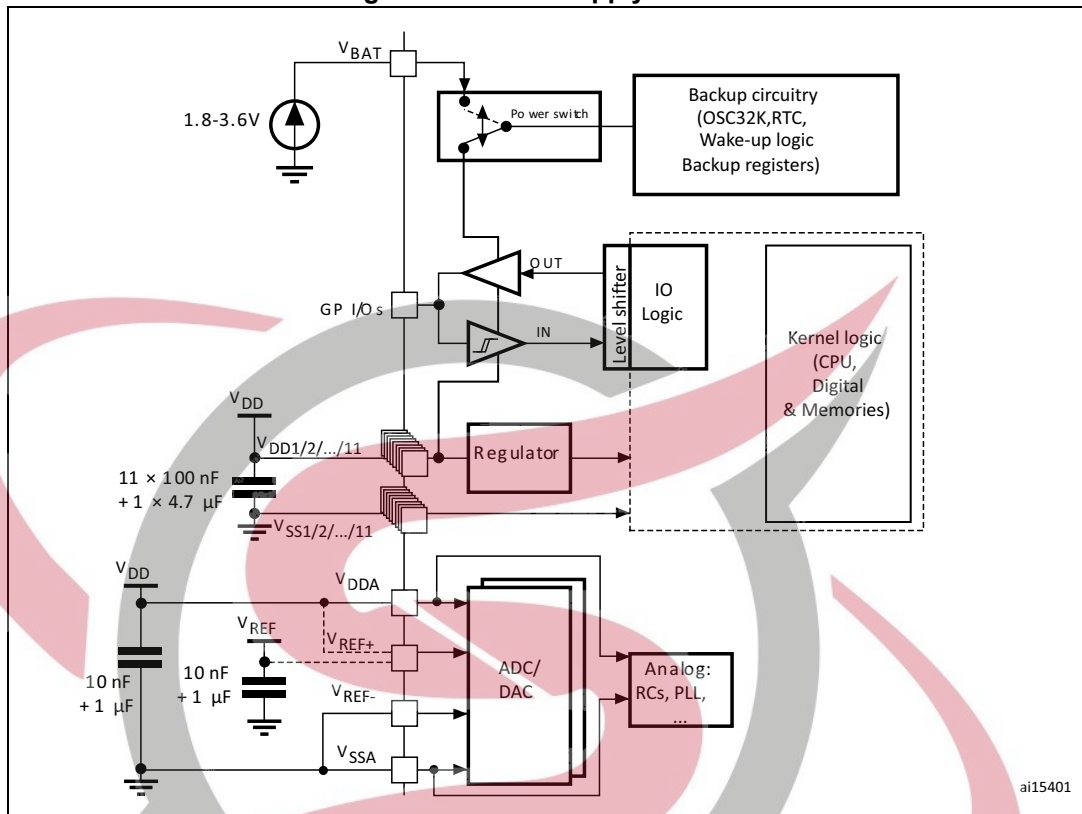 VBAT
1.8-3.6V
Power switch
Backup circuitry
(OSC32K,RTC,
Wake-up logic
Backup registers)
OUT
GP I/Os
IN
Level shifter
IO
Logic
Kernel logic
(CPU,
Digital
& Memories)
VDD
VDD1/2/.../11
Regulator
11 × 100 nF
+ 1 × 4.7 µF
VSS1/2/.../11
VDD
VDDA
VREF
VREF+
10 nF
+ 1 µF
10 nF
+ 1 µF
VREF-
ADC/
DAC
Analog:
RCs, PLL,
...
VSSA
ai15401